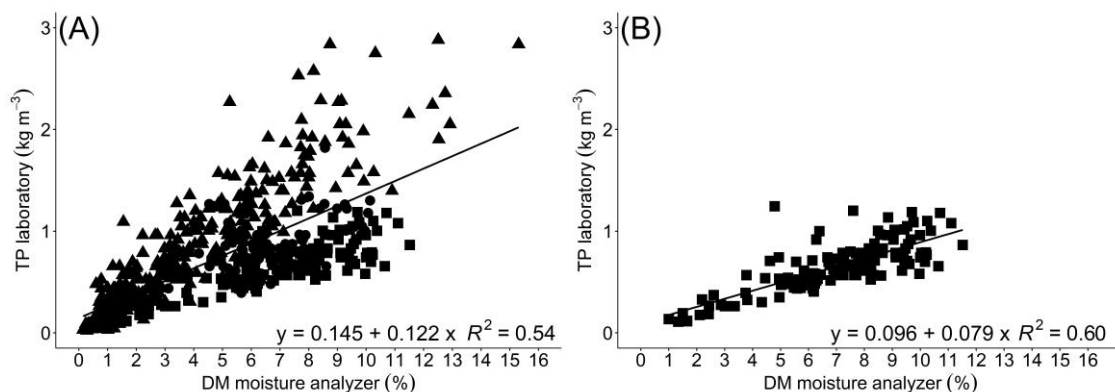 (A)
TP laboratory (kg m⁻³)
3
2
1
0
y = 0.145 + 0.122 x R² = 0.54
0 1 2 3 4 5 6 7 8 9 10 11 12 13 14 15 16
DM moisture analyzer (%)
(B)
TP laboratory (kg m⁻³)
3
2
1
0
y = 0.096 + 0.079 x R² = 0.60
0 1 2 3 4 5 6 7 8 9 10 11 12 13 14 15 16
DM moisture analyzer (%)